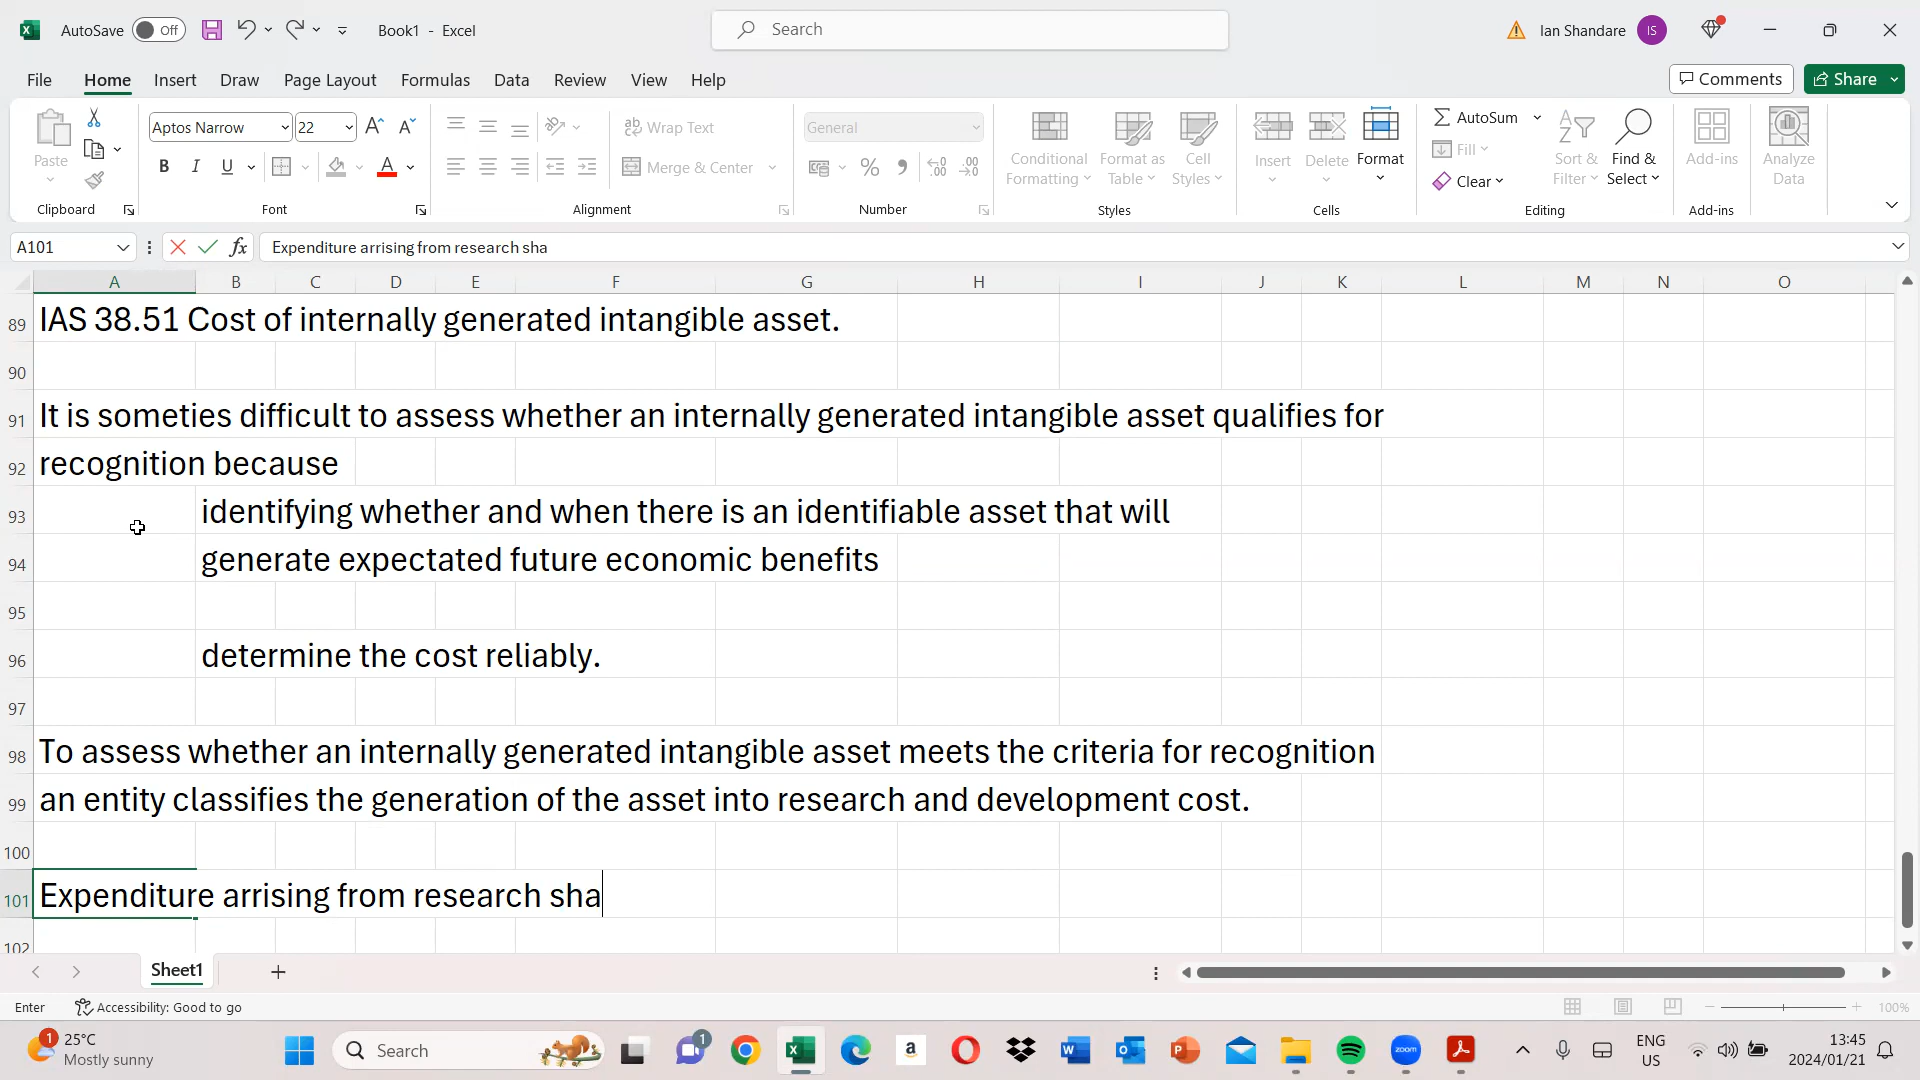 AutoSave Off Book1 - Excel Search Ian Shandare IS
File Home Insert Draw Page Layout Formulas Data Review View Help Comments Share
Paste Aptos Narrow 22 Wrap Text General Conditional Formatting Format as Table Cell Styles Insert Delete Format AutoSum Sort & Filter Find & Select Add-ins Analyze Data
B I U Merge & Center % Fill
Clear
Clipboard Font Alignment Number Styles Cells Editing Add-ins
A101 fx Expenditure arrising from research sha
A B C D E F G H I J K L M N O
89 IAS 38.51 Cost of internally generated intangible asset.
90
91 It is someties difficult to assess whether an internally generated intangible asset qualifies for
92 recognition because
93 identifying whether and when there is an identifiable asset that will
94 generate expectated future economic benefits
95
96 determine the cost reliably.
97
98 To assess whether an internally generated intangible asset meets the criteria for recognition
99 an entity classifies the generation of the asset into research and development cost.
100
101 Expenditure arrising from research sha
102
Sheet1
Enter Accessibility: Good to go 100%
1 25°C Mostly sunny Search 1 a zoom ENG US 13:45 2024/01/21